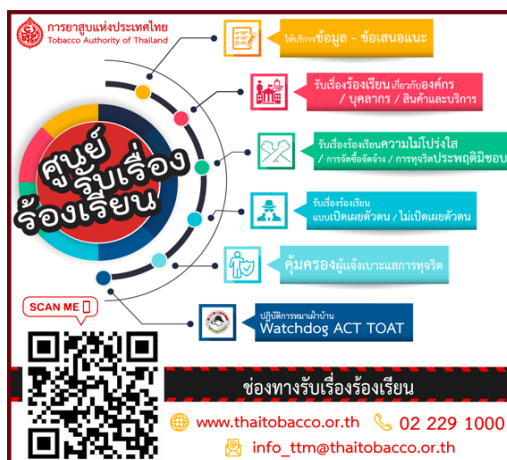 การยาสูบแห่งประเทศไทย
Tobacco Authority of Thailand
ศูนย์
รับเรื่อง
ร้องเรียน
ให้บริการข้อมูล - ข้อเสนอแนะ
รับเรื่องร้องเรียนเกี่ยวกับองค์กร
/ บุคลากร / สินค้าและบริการ
รับเรื่องร้องเรียนความไม่โปร่งใส
/ การจัดซื้อจัดจ้าง / การทุจริตประพฤติมิชอบ
รับเรื่องร้องเรียน
แบบเปิดเผยตัวตน / ไม่เปิดเผยตัวตน
คุ้มครองผู้แจ้งเบาะแสการทุจริต
ปฏิบัติการหมาเฝ้าบ้าน
Watchdog ACT TOAT
SCAN ME
ช่องทางรับเรื่องร้องเรียน
www.thaitobacco.or.th 02 229 1000
info_ttm@thaitobacco.or.th